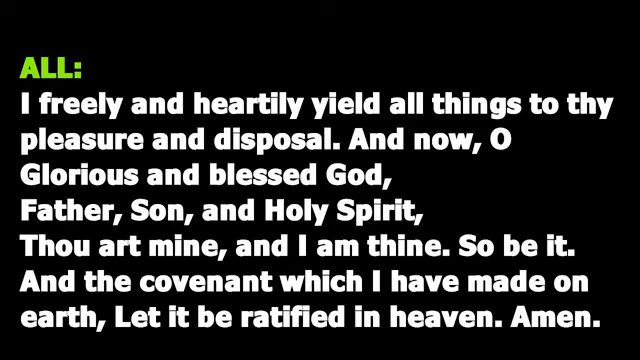 ALL:
I freely and heartily yield all things to thy
pleasure and disposal. And now, O
Glorious and blessed God,
Father, Son, and Holy Spirit,
Thou art mine, and I am thine. So be it.
And the covenant which I have made on
earth, Let it be ratified in heaven. Amen.